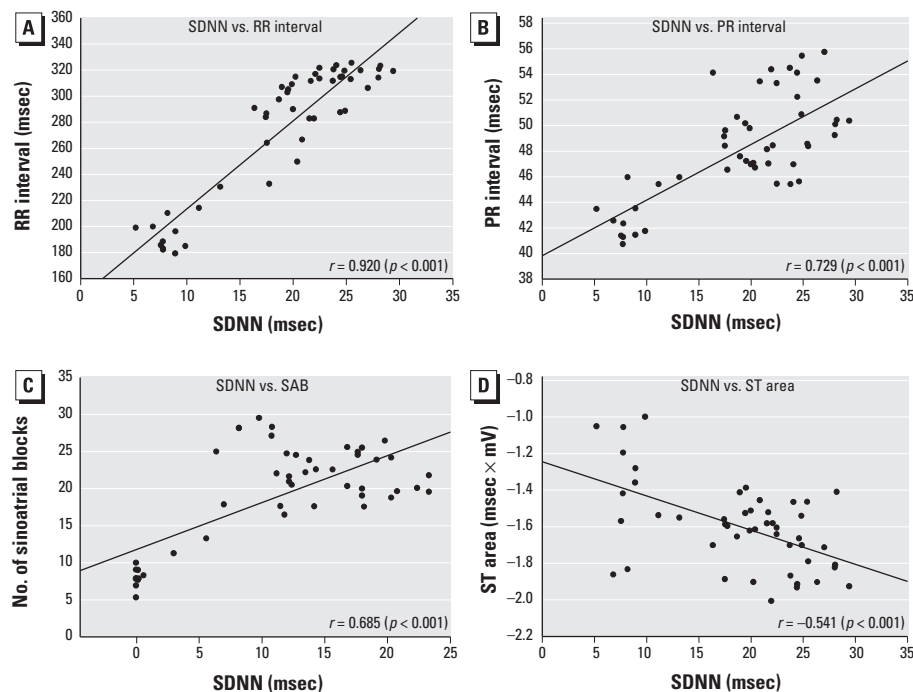 A
SDNN vs. RR interval
RR interval (msec)
360
340
320
300
280
260
240
220
200
180
160
r = 0.920 (p < 0.001)
0 5 10 15 20 25 30 35
SDNN (msec)
B
SDNN vs. PR interval
PR interval (msec)
58
56
54
52
50
48
46
44
42
40
38
r = 0.729 (p < 0.001)
0 5 10 15 20 25 30 35
SDNN (msec)
C
SDNN vs. SAB
No. of sinoatrial blocks
35
30
25
20
15
10
5
0
r = 0.685 (p < 0.001)
0 5 10 15 20 25
SDNN (msec)
D
SDNN vs. ST area
ST area (msec × mV)
−0.8
−1.0
−1.2
−1.4
−1.6
−1.8
−2.0
−2.2
r = −0.541 (p < 0.001)
0 5 10 15 20 25 30 35
SDNN (msec)